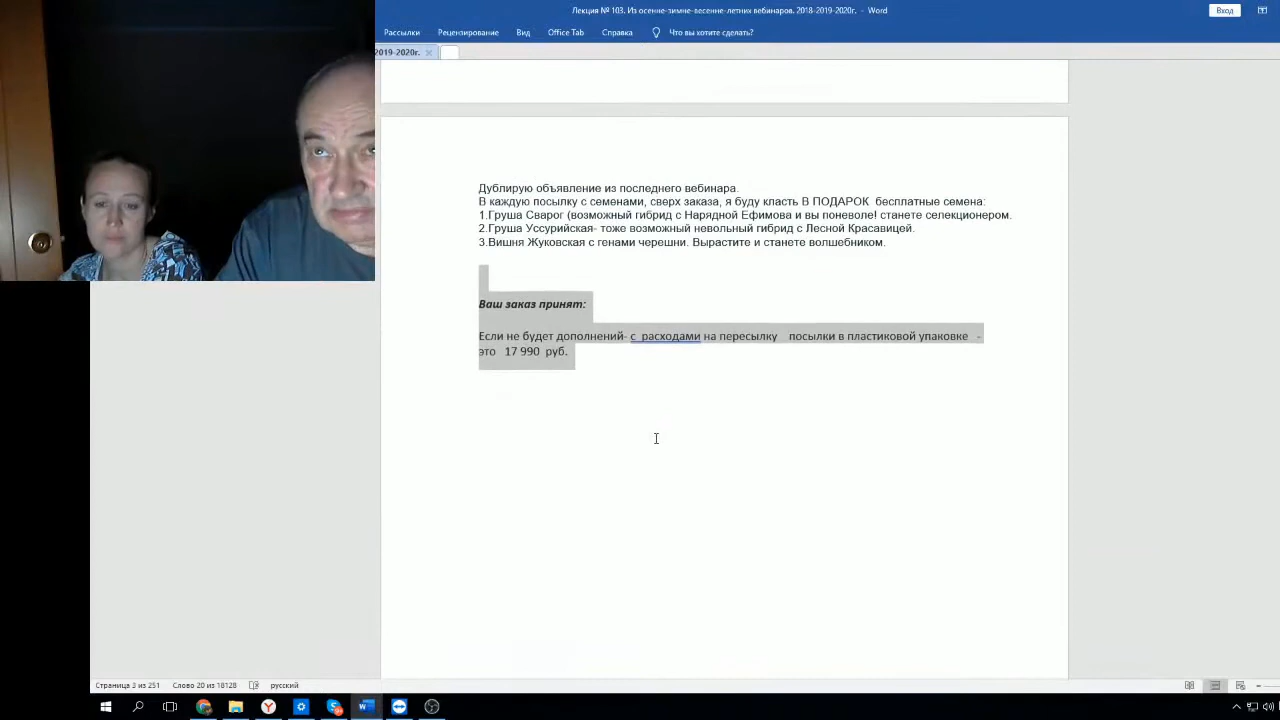 Лекция № 103. Из осенне-зимне-весенне-летних вебинаров. 2018-2019-2020г. - Word
Вход
Рассылки Рецензирование Вид Office Tab Справка Что вы хотите сделать?
2019-2020г.
Дублирую объявление из последнего вебинара.
В каждую посылку с семенами, сверх заказа, я буду класть В ПОДАРОК бесплатные семена:
1.Груша Сварог (возможный гибрид с Нарядной Ефимова и вы поневоле! станете селекционером.
2.Груша Уссурийская- тоже возможный невольный гибрид с Лесной Красавицей.
3.Вишня Жуковская с генами черешни. Вырастите и станете волшебником.
Ваш заказ принят:
Если не будет дополнений- с расходами на пересылку посылки в пластиковой упаковке -
это 17 990 руб.
Страница 3 из 251 Слово 20 из 18128 русский